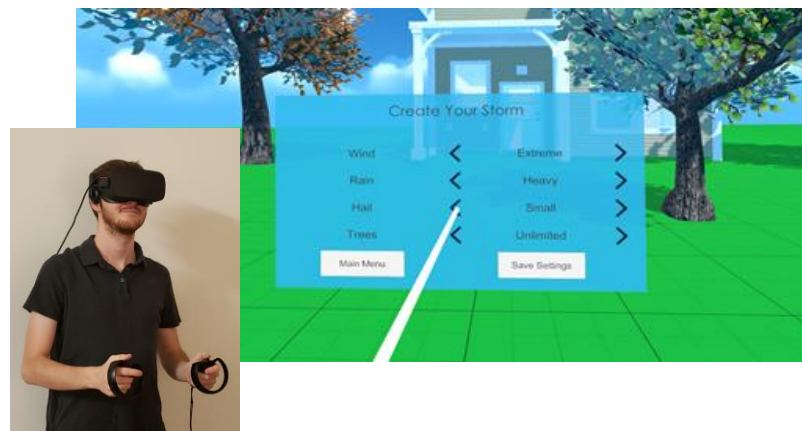 Create Your Storm
Wind < Extreme >
Rain < Heavy >
Hail < Small >
Trees < Unlimited >
Main Menu Save Settings